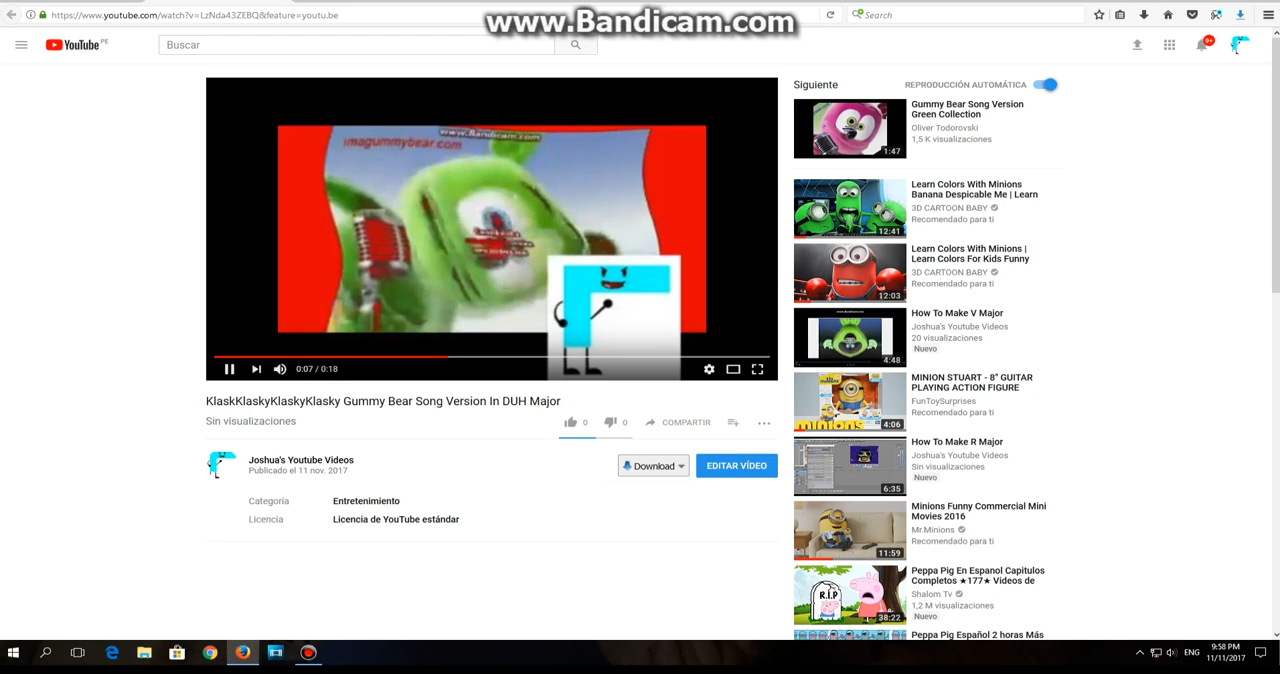 www.Bandicam.com
https://www.youtube.com/watch?v=LzNda43ZEBQ&feature=youtu.be
Search
YouTube PE
Buscar
9+
imagummybear.com
www.Bandicam.com
0:07 / 0:18
KlaskKlaskyKlaskyKlasky Gummy Bear Song Version In DUH Major
Sin visualizaciones
0
0
COMPARTIR
Joshua's Youtube Videos
Publicado el 11 nov. 2017
Download
EDITAR VÍDEO
Categoría Entretenimiento
Licencia Licencia de YouTube estándar
Siguiente
REPRODUCCIÓN AUTOMÁTICA
Gummy Bear Song Version
Green Collection
Oliver Todorovski
1,5 K visualizaciones
1:47
Learn Colors With Minions
Banana Despicable Me | Learn
3D CARTOON BABY
Recomendado para ti
12:41
Learn Colors With Minions |
Learn Colors For Kids Funny
3D CARTOON BABY
Recomendado para ti
12:03
How To Make V Major
Joshua's Youtube Videos
20 visualizaciones
Nuevo
4:48
MINION STUART - 8" GUITAR
PLAYING ACTION FIGURE
FunToySurprises
Recomendado para ti
minions
4:06
How To Make R Major
Joshua's Youtube Videos
Sin visualizaciones
Nuevo
6:35
Minions Funny Commercial Mini
Movies 2016
Mr.Minions
Recomendado para ti
11:59
Peppa Pig En Espanol Capitulos
Completos ★177★ Videos de
Shalom Tv
1,2 M visualizaciones
Nuevo
R.I.P
38:22
Peppa Pig Español 2 horas Más
ENG
9:58 PM
11/11/2017